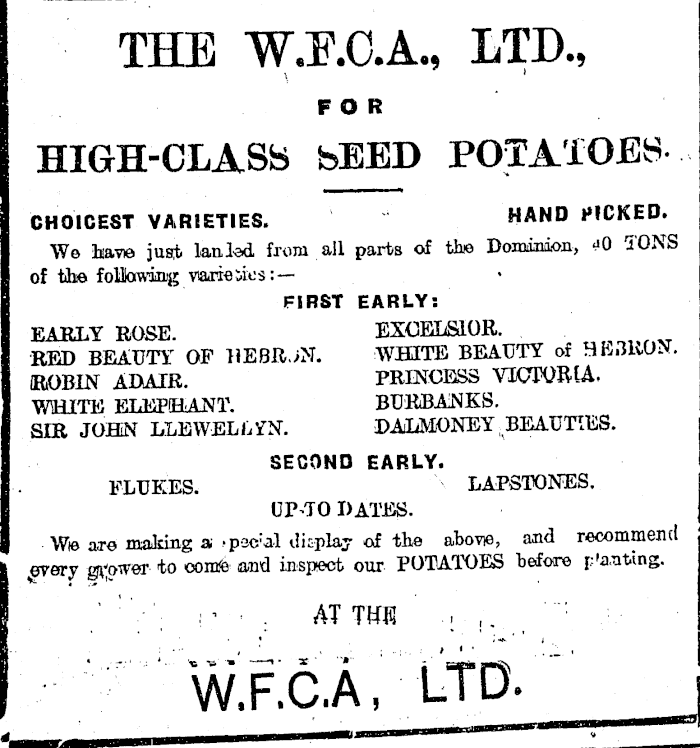 THE W.F.C.A., LTD.,
FOR
HIGH-CLASS SEED POTATOES.
CHOICEST VARIETIES. HAND PICKED.
We have just landed from all parts of the Dominion, 40 TONS
of the following varieties:—
FIRST EARLY:
EARLY ROSE. EXCELSIOR.
RED BEAUTY OF HEBRON. WHITE BEAUTY of HEBRON.
ROBIN ADAIR. PRINCESS VICTORIA.
WHITE ELEPHANT. BURBANKS.
SIR JOHN LLEWELLYN. DALMONEY BEAUTIES.
SECOND EARLY.
FLUKES. LAPSTONES.
UP-TO DATES.
We are making a special display of the above, and recommend
every grower to come and inspect our POTATOES before planting.
AT THE
W.F.C.A, LTD.